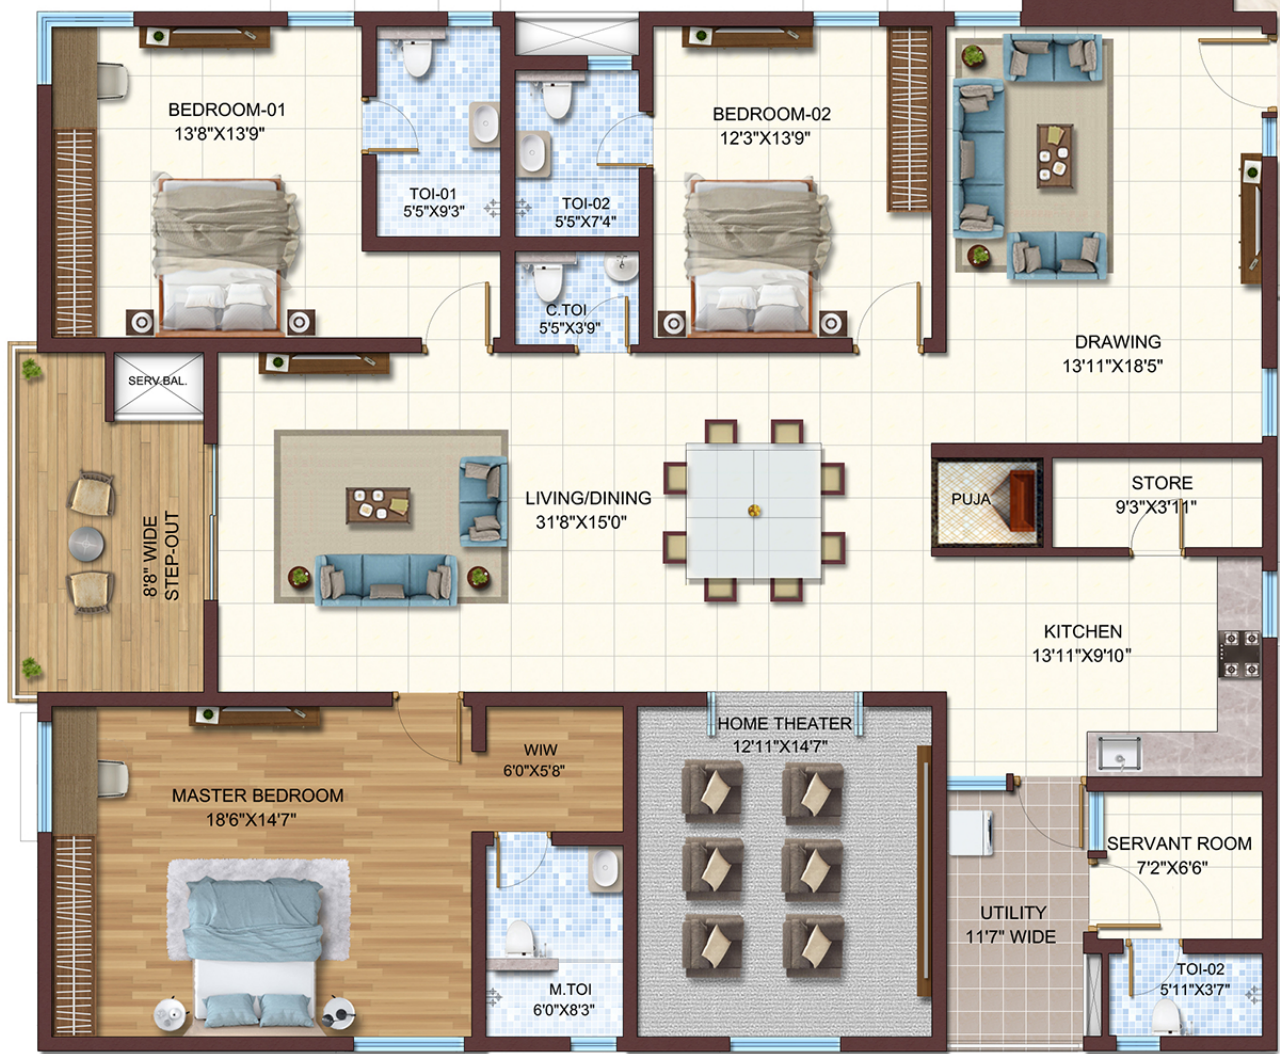 BEDROOM-01
13'8"X13'9"
TOI-01
5'5"X9'3"
TOI-02
5'5"X7'4"
BEDROOM-02
12'3"X13'9"
C.TOI
5'5"X3'9"
DRAWING
13'11"X18'5"
SERV.BAL.
8'8" WIDE
STEP-OUT
LIVING/DINING
31'8"X15'0"
PUJA
STORE
9'3"X3'11"
KITCHEN
13'11"X9'10"
MASTER BEDROOM
18'6"X14'7"
WIW
6'0"X5'8"
HOME THEATER
12'11"X14'7"
M.TOI
6'0"X8'3"
UTILITY
11'7" WIDE
SERVANT ROOM
7'2"X6'6"
TOI-02
5'11"X3'7"